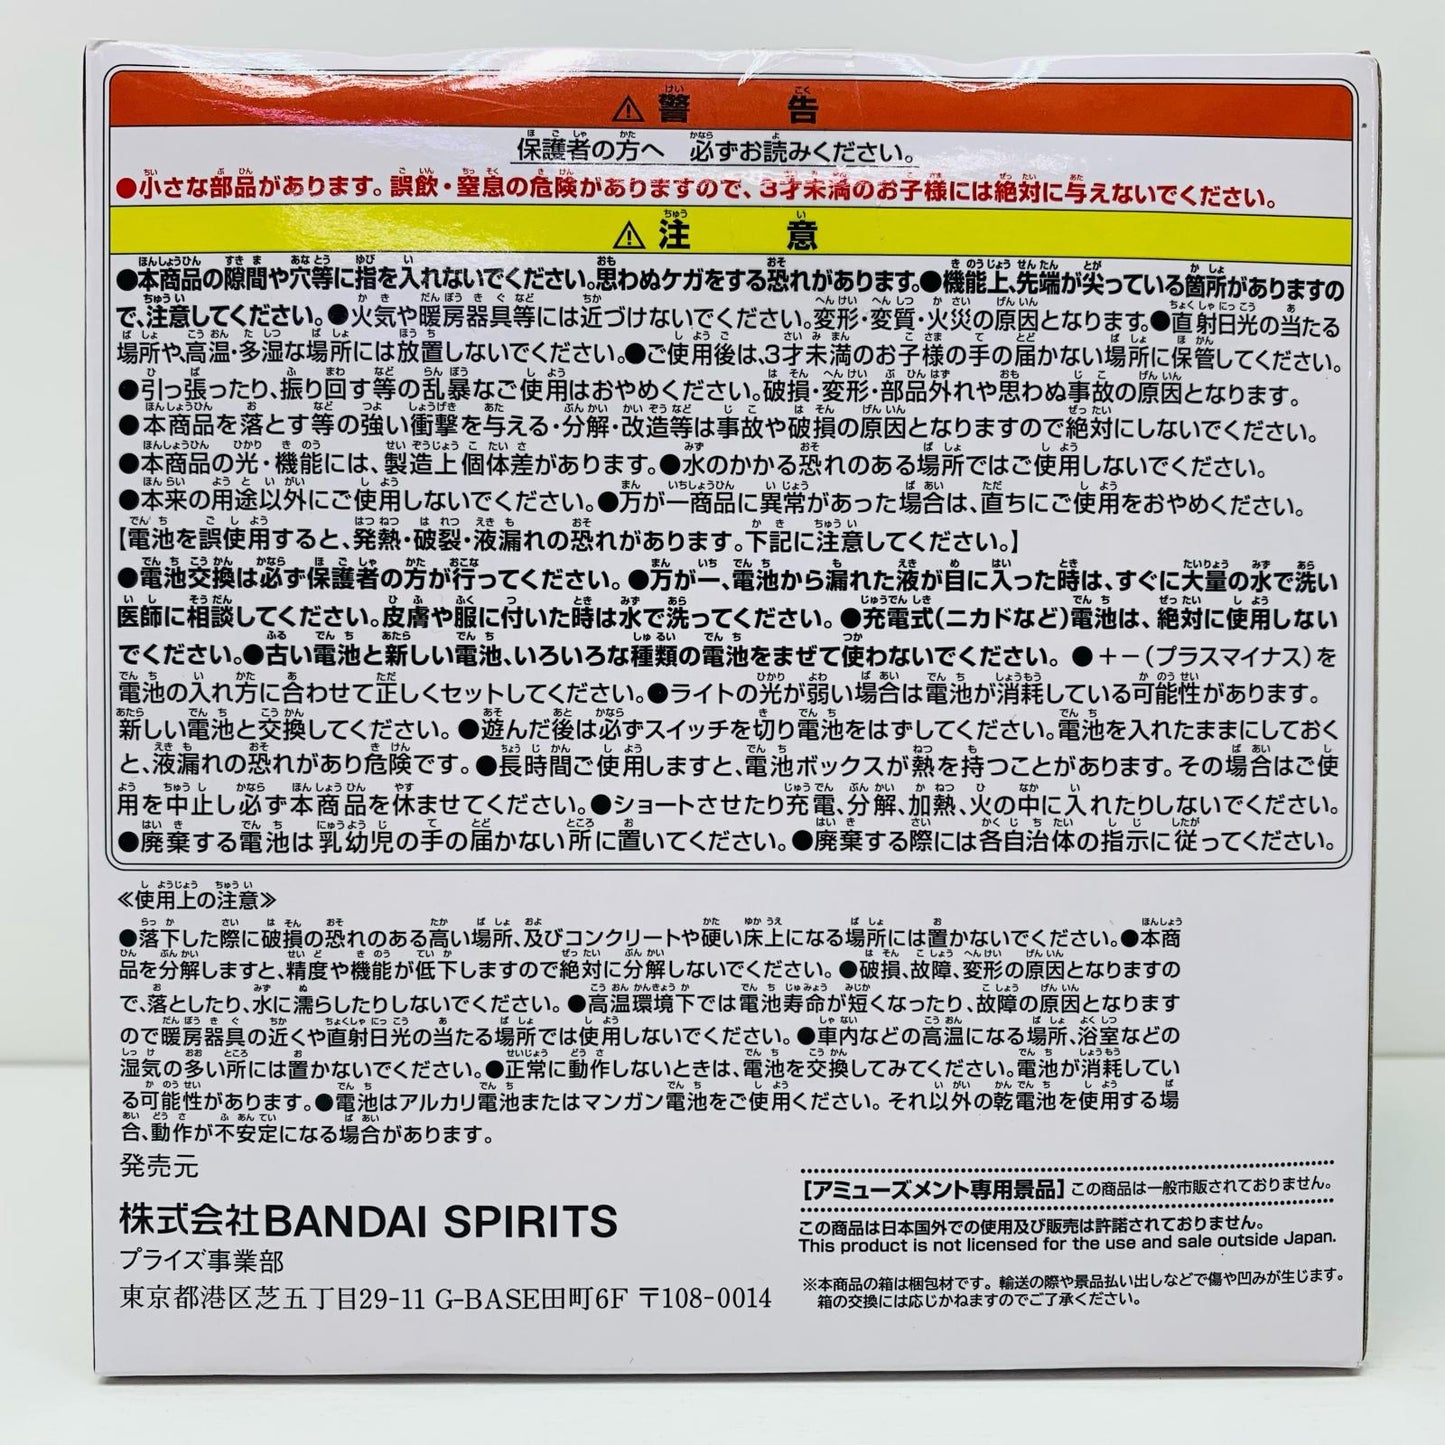 ⚠警告
保護者の方へ 必ずお読みください。
●小さな部品があります。誤飲・窒息の危険がありますので、3才未満のお子様には絶対に与えないでください。
⚠注意
●本商品の隙間や穴等に指を入れないでください。思わぬケガをする恐れがあります。●機能上、先端が尖っている箇所がありますの
で、注意してください。●火気や暖房器具等には近づけないでください。変形・変質・火災の原因となります。●直射日光の当たる
場所や、高温・多湿な場所には放置しないでください。●ご使用後は、3才未満のお子様の手の届かない場所に保管してください。
●引っ張ったり、振り回す等の乱暴なご使用はおやめください。破損・変形・部品外れや思わぬ事故の原因となります。
●本商品を落とす等の強い衝撃を与える・分解・改造等は事故や破損の原因となりますので絶対にしないでください。
●本商品の光・機能には、製造上個体差があります。●水のかかる恐れのある場所ではご使用しないでください。
●本来の用途以外にご使用しないでください。●万が一商品に異常があった場合は、直ちにご使用をおやめください。
【電池を誤使用すると、発熱・破裂・液漏れの恐れがあります。下記に注意してください。】
●電池交換は必ず保護者の方が行ってください。●万が一、電池から漏れた液が目に入った時は、すぐに大量の水で洗い
医師に相談してください。皮膚や服に付いた時は水で洗ってください。●充電式(ニカドなど)電池は、絶対に使用しない
でください。●古い電池と新しい電池、いろいろな種類の電池をまぜて使わないでください。●+−(プラスマイナス)を
電池の入れ方に合わせて正しくセットしてください。●ライトの光が弱い場合は電池が消耗している可能性があります。
新しい電池と交換してください。●遊んだ後は必ずスイッチを切り電池をはずしてください。電池を入れたままにしておく
と、液漏れの恐れがあり危険です。●長時間ご使用しますと、電池ボックスが熱を持つことがあります。その場合はご使
用を中止し必ず本商品を休ませてください。●ショートさせたり充電、分解、加熱、火の中に入れたりしないでください。
●廃棄する電池は乳幼児の手の届かない所に置いてください。●廃棄する際には各自治体の指示に従ってください。
≪使用上の注意≫
●落下した際に破損の恐れのある高い場所、及びコンクリートや硬い床上になる場所には置かないでください。●本商
品を分解しますと、精度や機能が低下しますので絶対に分解しないでください。●破損、故障、変形の原因となりますの
で、落としたり、水に濡らしたりしないでください。●高温環境下では電池寿命が短くなったり、故障の原因となります
ので暖房器具の近くや直射日光の当たる場所では使用しないでください。●車内などの高温になる場所、浴室などの
湿気の多い所には置かないでください。●正常に動作しないときは、電池を交換してみてください。電池が消耗してい
る可能性があります。●電池はアルカリ電池またはマンガン電池をご使用ください。それ以外の乾電池を使用する場
合、動作が不安定になる場合があります。
発売元
株式会社BANDAI SPIRITS
プライズ事業部
東京都港区芝五丁目29-11 G-BASE田町6F 〒108-0014
[アミューズメント専用景品]この商品は一般市販されておりません。
この商品は日本国外での使用及び販売は許諾されておりません。
This product is not licensed for the use and sale outside Japan.
※本商品の箱は梱包材です。輸送の際や景品払い出しなどで傷や凹みが生じます。
箱の交換には応じかねますのでご了承ください。